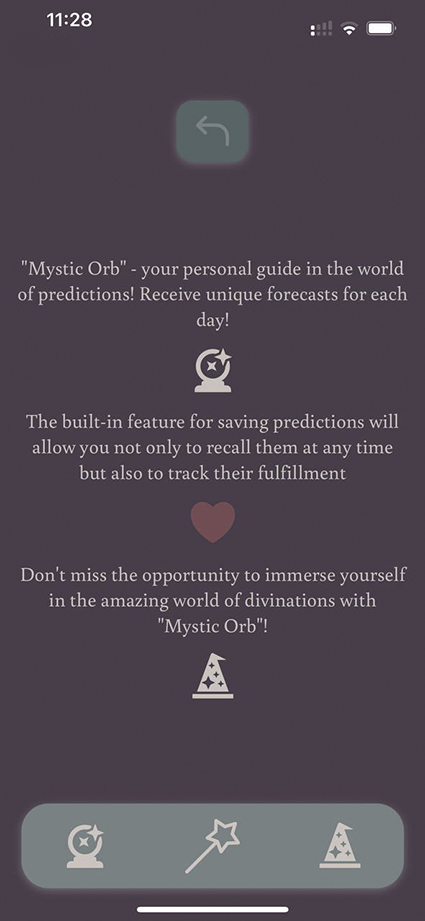 11:28
"Mystic Orb" - your personal guide in the world
of predictions! Receive unique forecasts for each
day!
The built-in feature for saving predictions will
allow you not only to recall them at any time
but also to track their fulfillment
Don't miss the opportunity to immerse yourself
in the amazing world of divinations with
"Mystic Orb"!